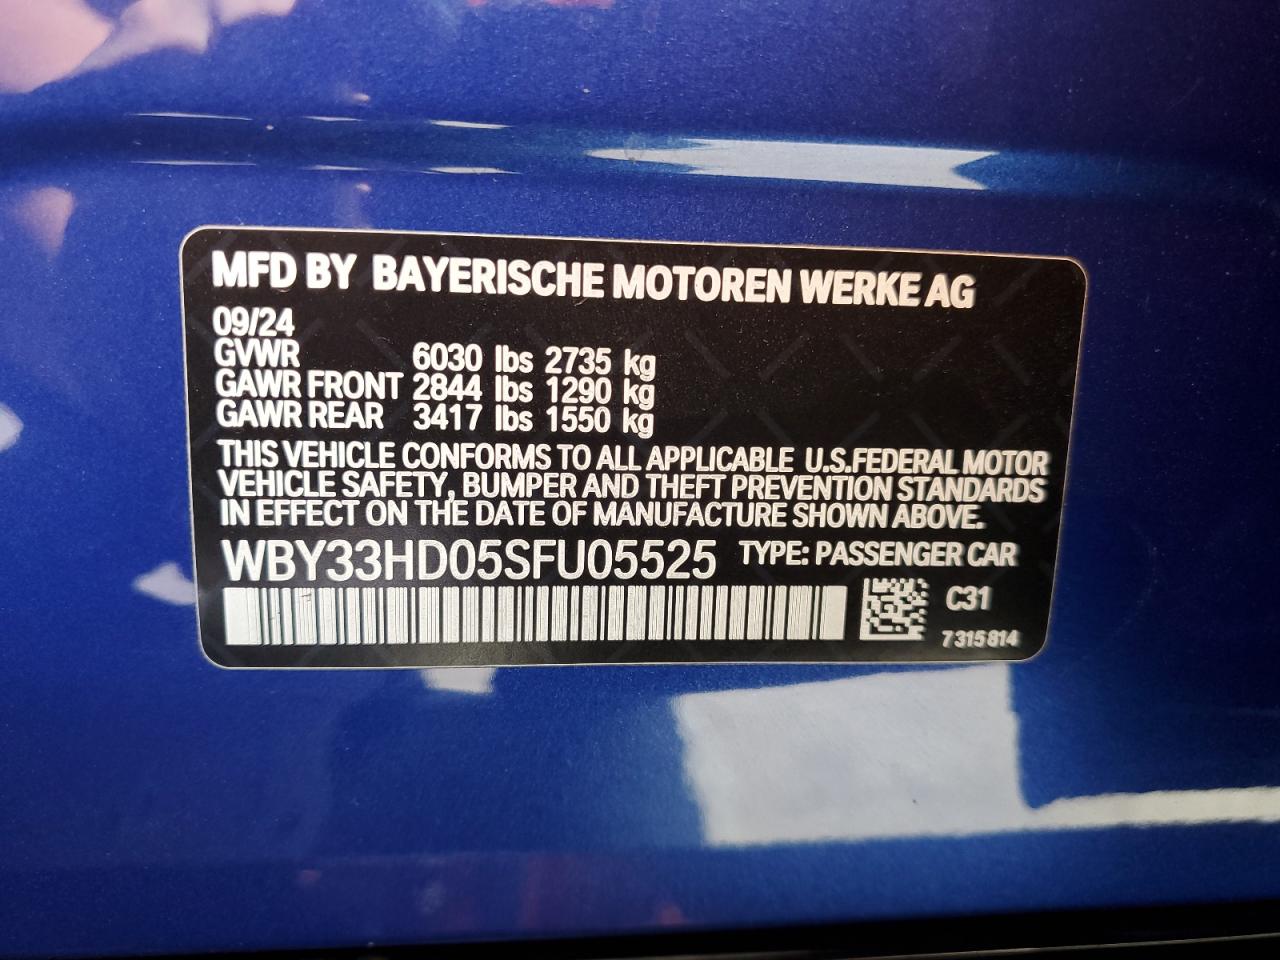 MFD BY BAYERISCHE MOTOREN WERKE AG
09/24
GVWR 6030 lbs 2735 kg
GAWR FRONT 2844 lbs 1290 kg
GAWR REAR 3417 lbs 1550 kg
THIS VEHICLE CONFORMS TO ALL APPLICABLE U.S.FEDERAL MOTOR
VEHICLE SAFETY, BUMPER AND THEFT PREVENTION STANDARDS
IN EFFECT ON THE DATE OF MANUFACTURE SHOWN ABOVE.
WBY33HD05SFU05525 TYPE: PASSENGER CAR
C31
7 315 814